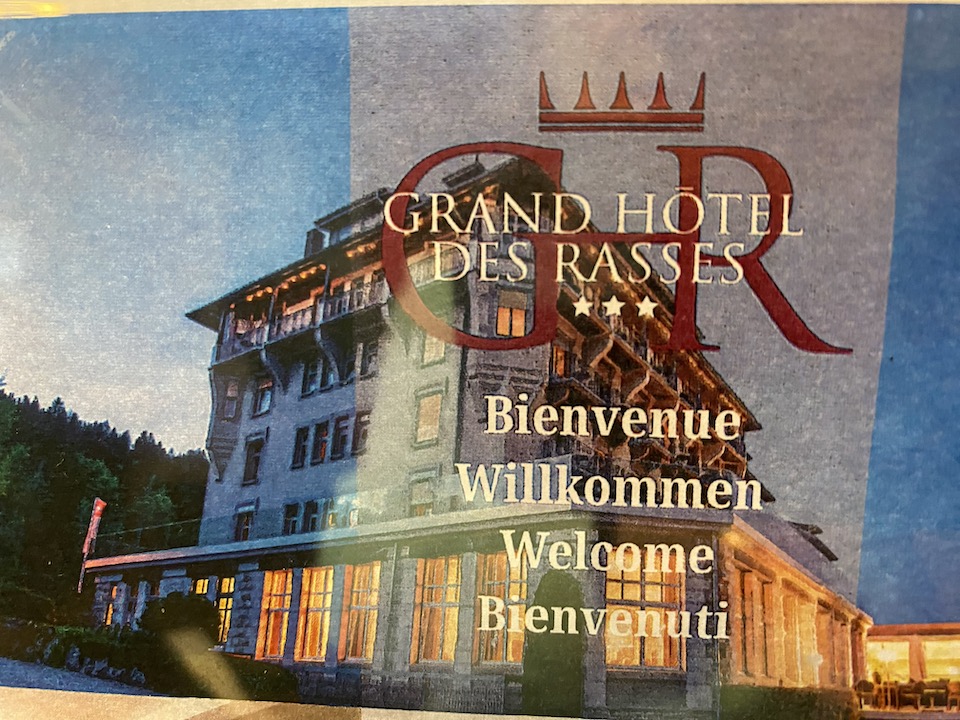 GR
GRAND HÔTEL
DES RASSES
Bienvenue
Willkommen
Welcome
Bienvenuti